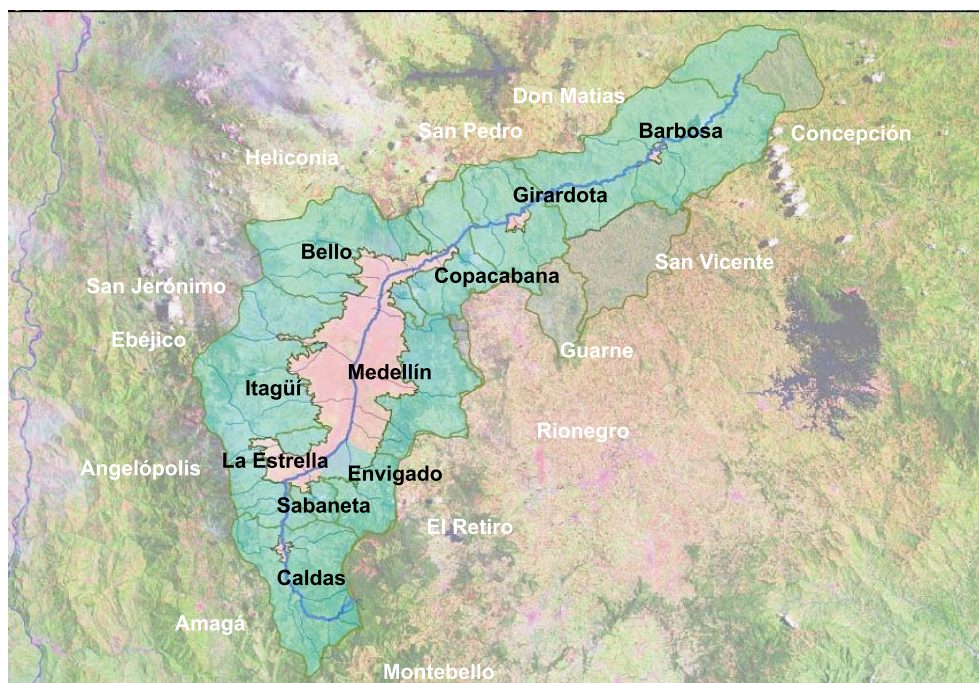 Don Matías
San Pedro
Barbosa
Concepción
Heliconia
Girardota
Bello
San Vicente
Copacabana
San Jerónimo
Ebéjico
Guarne
Medellín
Itagüí
Rionegro
La Estrella
Angelópolis
Envigado
Sabaneta
El Retiro
Caldas
Amagá
Montebello